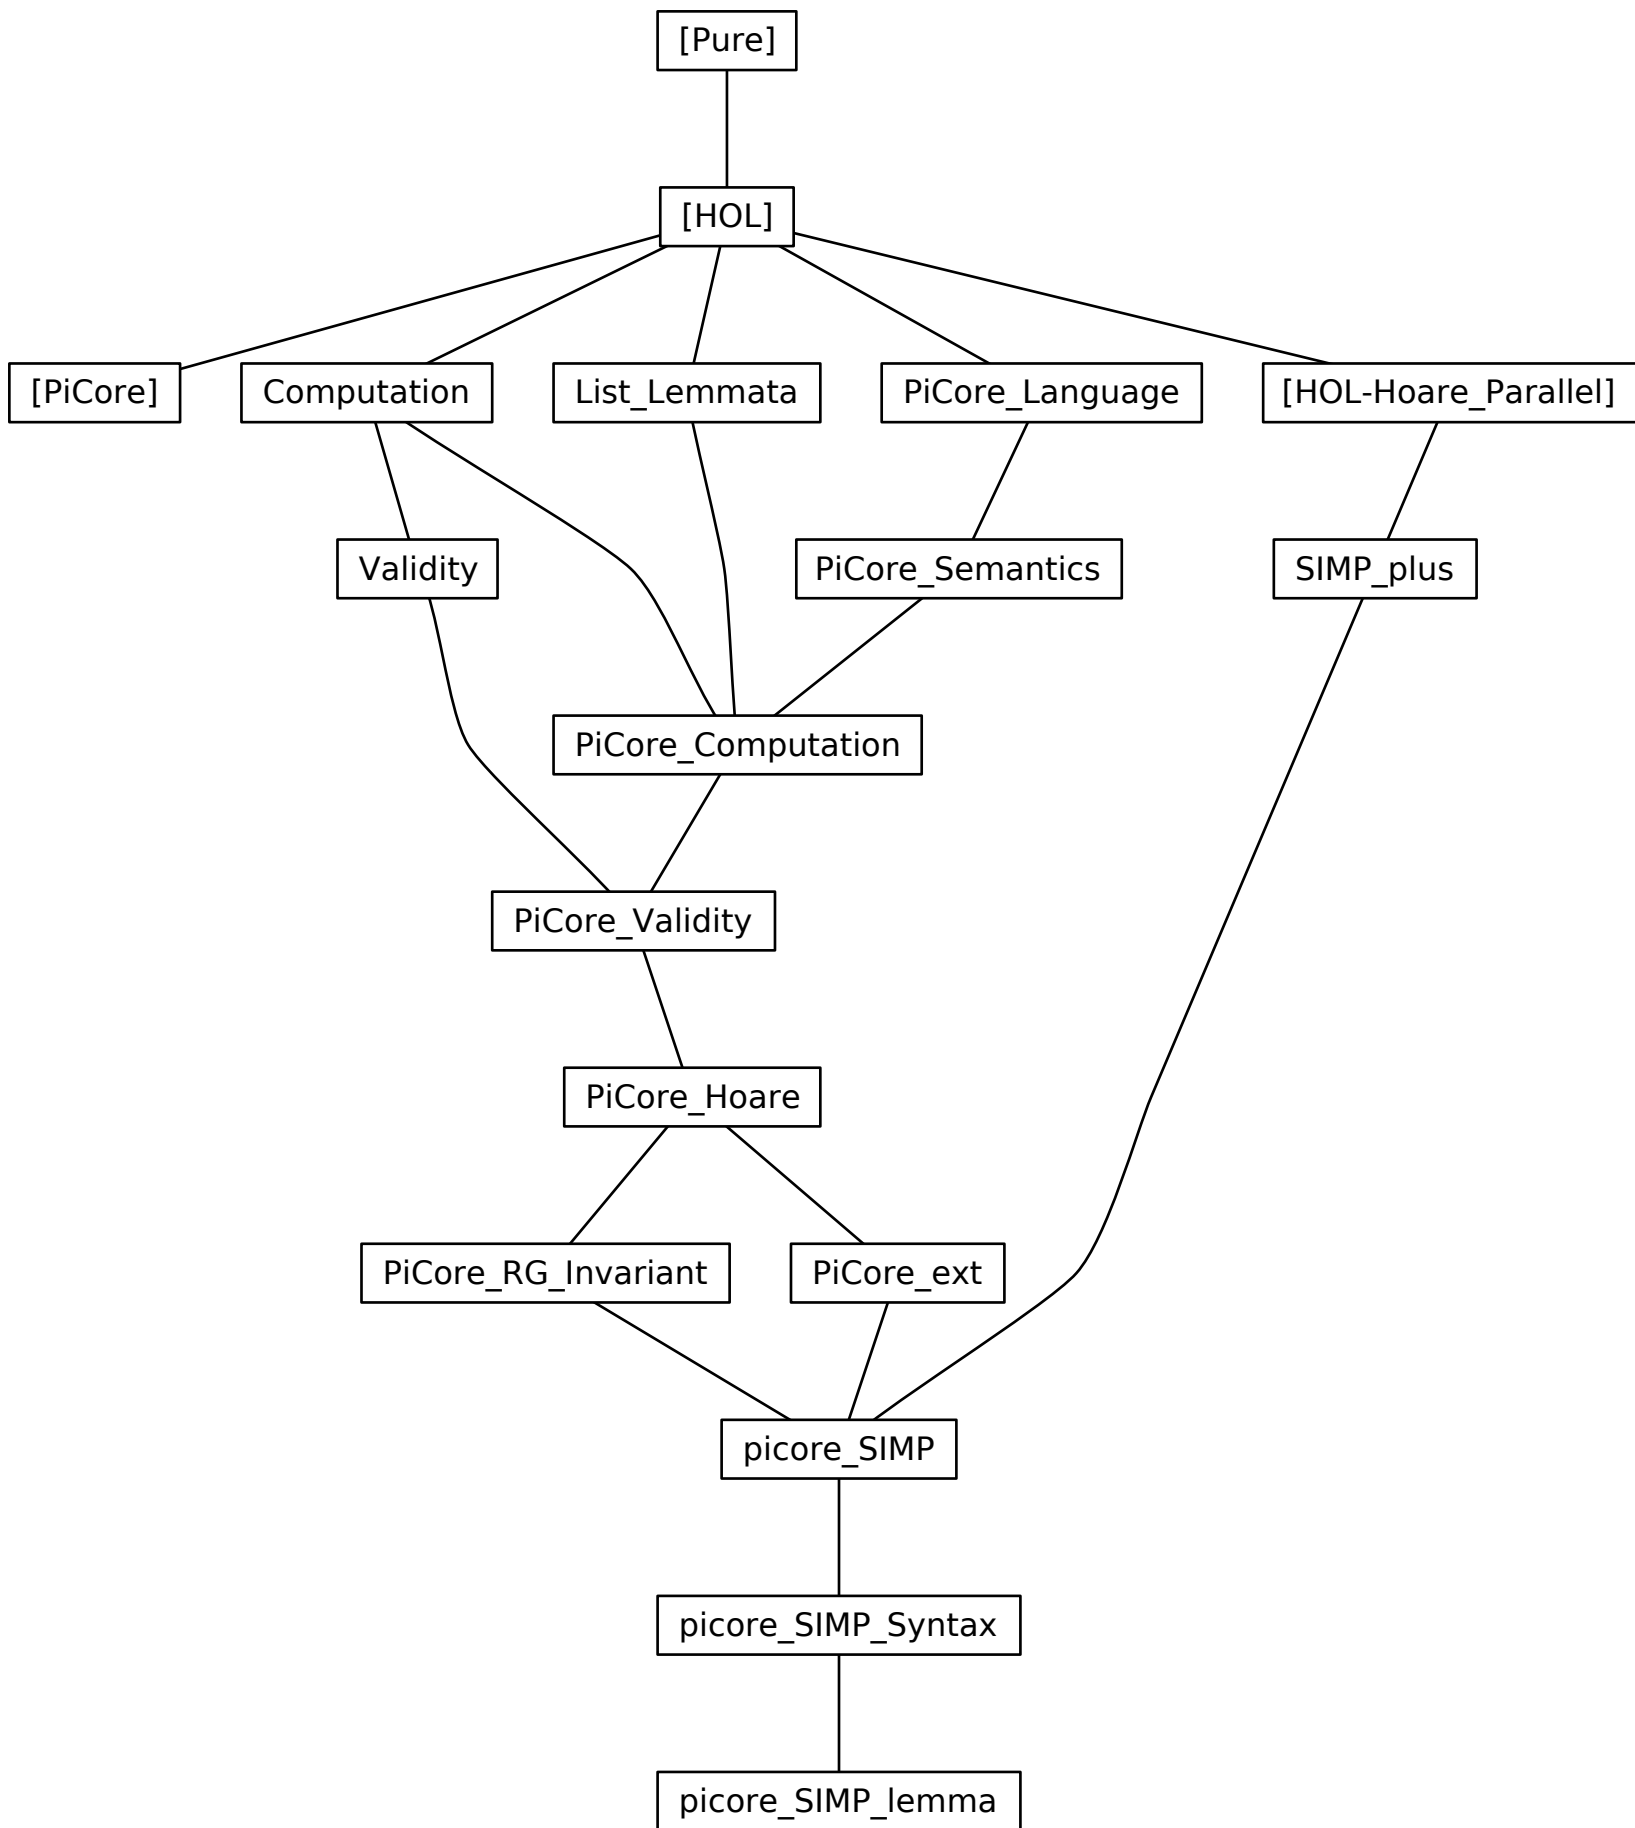 [Pure]
[HOL]
[PiCore]
Computation
List_Lemmata
PiCore_Language
[HOL-Hoare_Parallel]
Validity
PiCore_Semantics
SIMP_plus
PiCore_Computation
PiCore_Validity
PiCore_Hoare
PiCore_RG_Invariant
PiCore_ext
picore_SIMP
picore_SIMP_Syntax
picore_SIMP_lemma